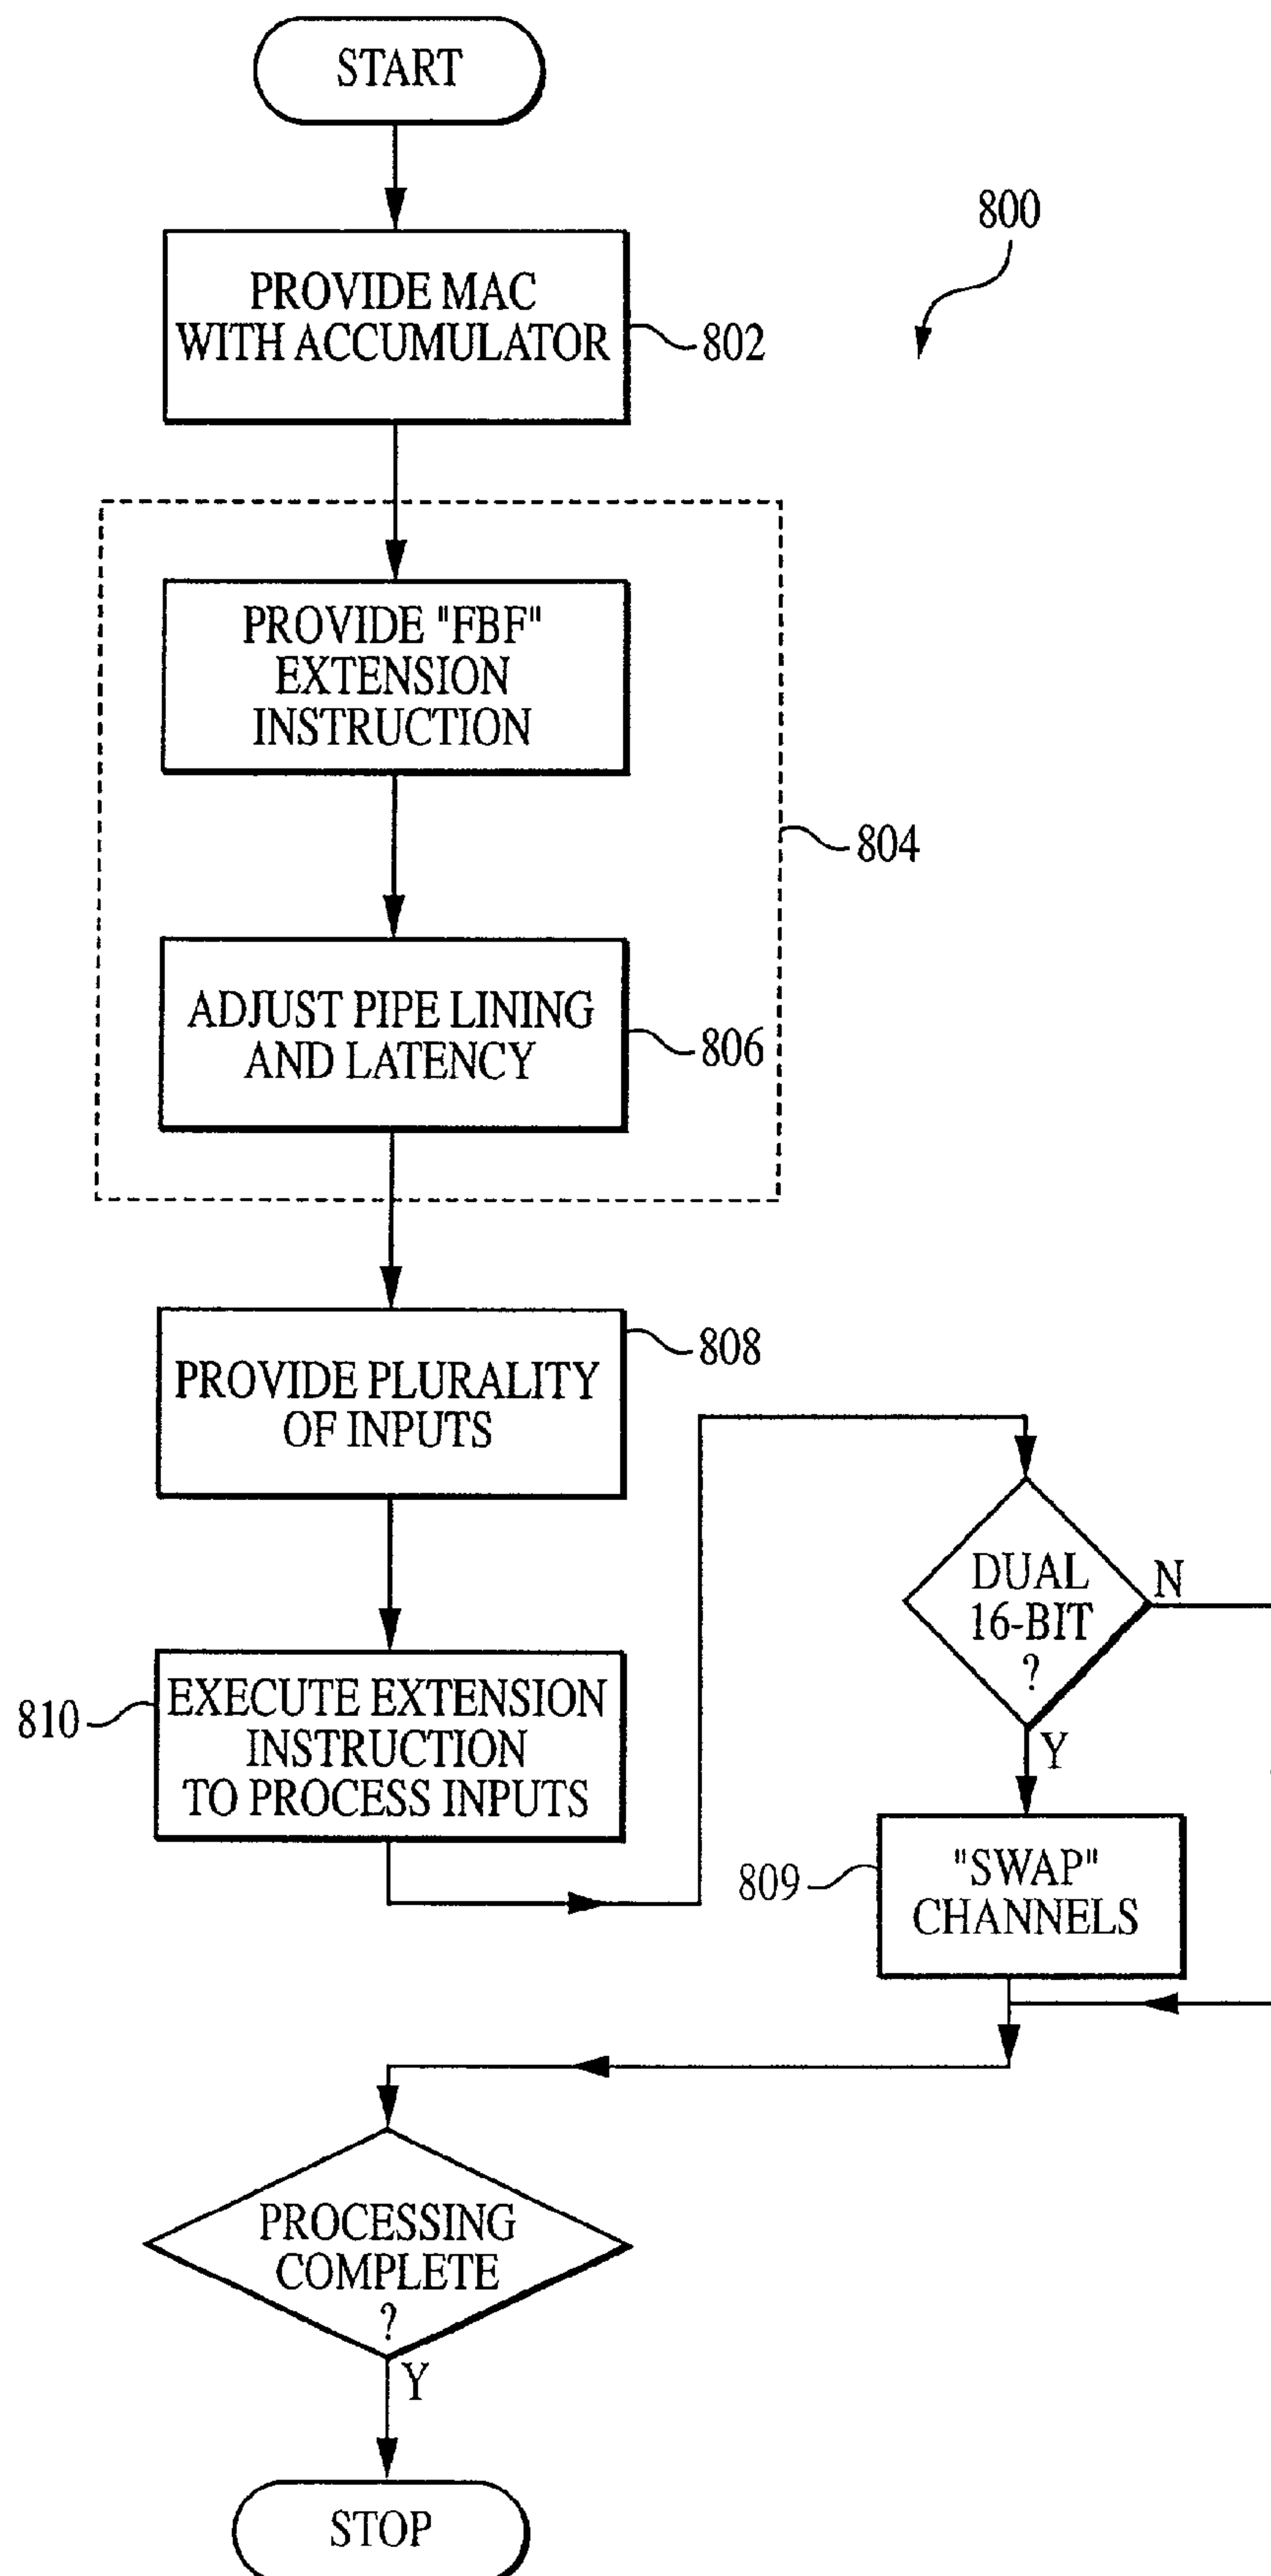 START
800
PROVIDE MAC
WITH ACCUMULATOR
802
PROVIDE "FBF"
EXTENSION
INSTRUCTION
804
ADJUST PIPE LINING
AND LATENCY
806
PROVIDE PLURALITY
OF INPUTS
808
EXECUTE EXTENSION
INSTRUCTION
TO PROCESS INPUTS
810
DUAL
16-BIT
?
N
Y
"SWAP"
CHANNELS
809
PROCESSING
COMPLETE
?
Y
STOP